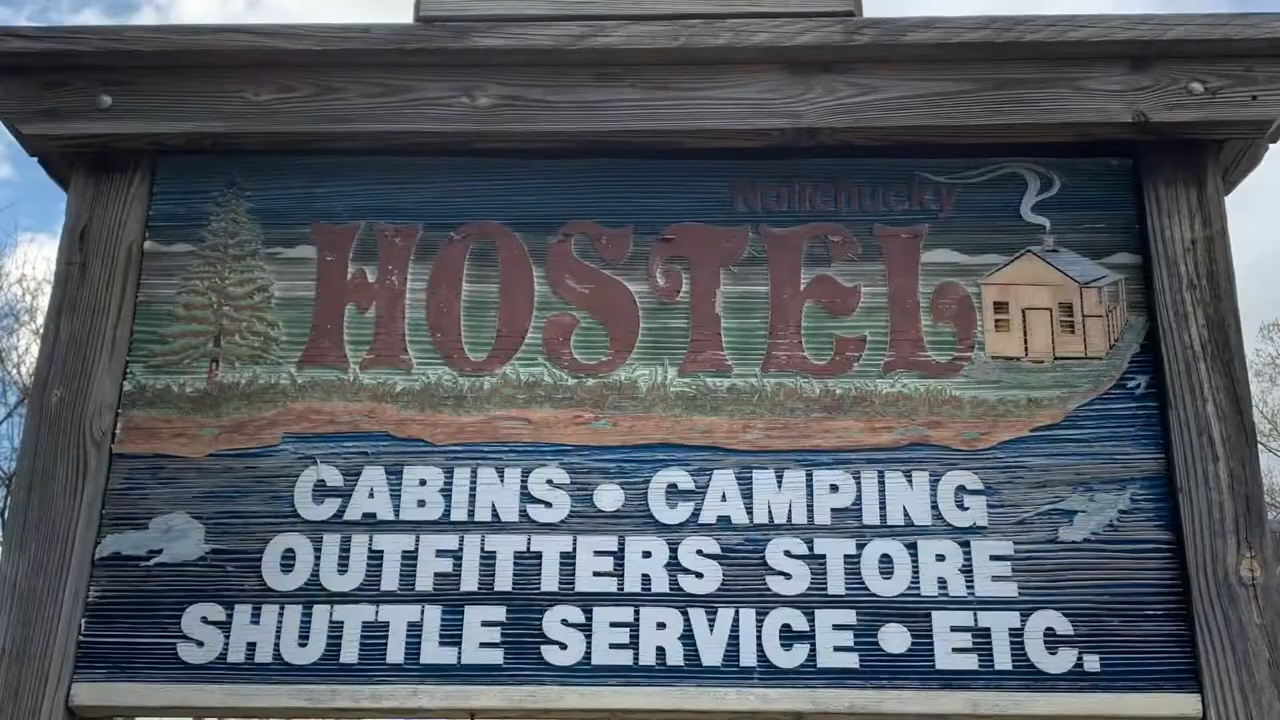 Nolichucky
HOSTEL
CABINS • CAMPING
OUTFITTERS STORE
SHUTTLE SERVICE • ETC.